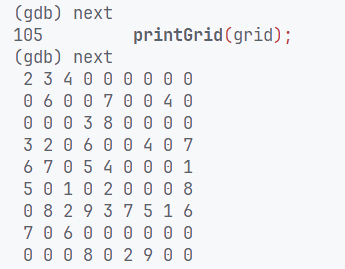 (gdb) next
105 printGrid(grid);
(gdb) next
2 3 4 0 0 0 0 0 0
0 6 0 0 7 0 0 4 0
0 0 0 3 8 0 0 0 0
3 2 0 6 0 0 4 0 7
6 7 0 5 4 0 0 0 1
5 0 1 0 2 0 0 0 8
0 8 2 9 3 7 5 1 6
7 0 6 0 0 0 0 0 0
0 0 0 8 0 2 9 0 0